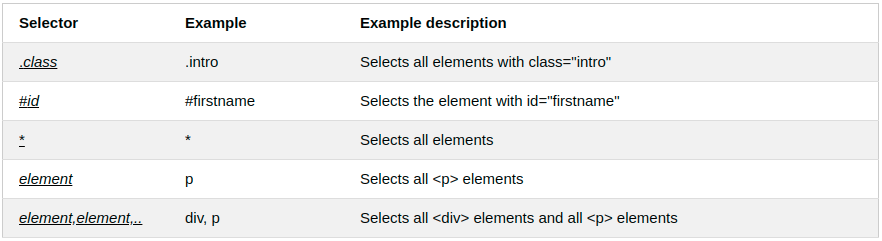 Selector Example Example description
.class .intro Selects all elements with class="intro"
#id #firstname Selects the element with id="firstname"
* * Selects all elements
element p Selects all <p> elements
element,element,.. div, p Selects all <div> elements and all <p> elements